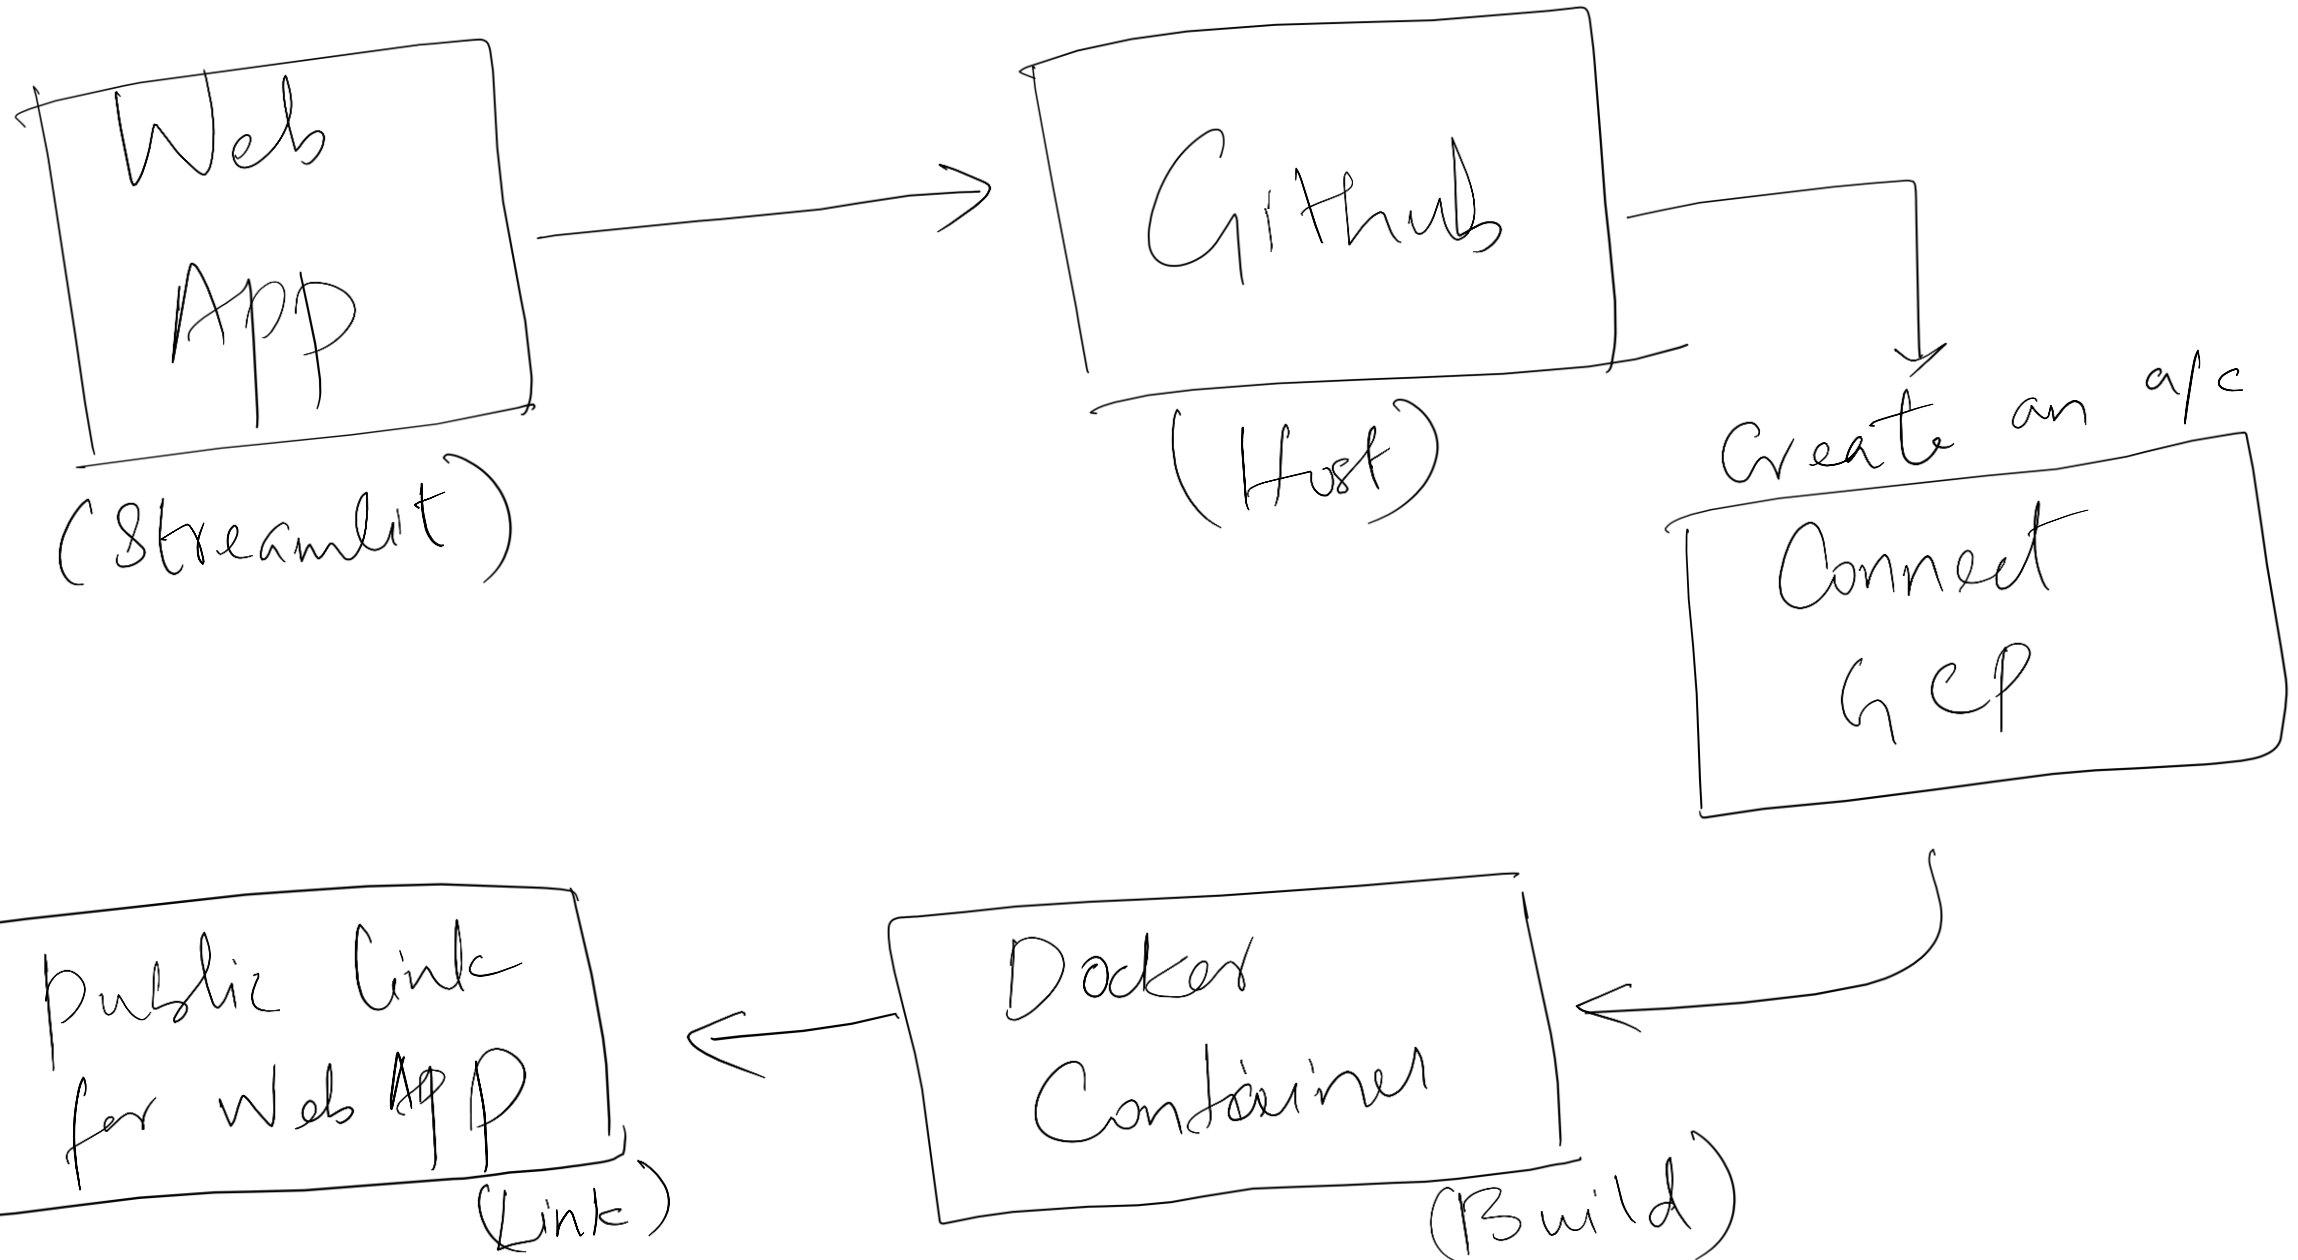 Web
App
(Streamlit)
Github
(Host)
Create an a/c
Connect
GCP
Docker
Container
(Build)
public link
for Web App
(Link)